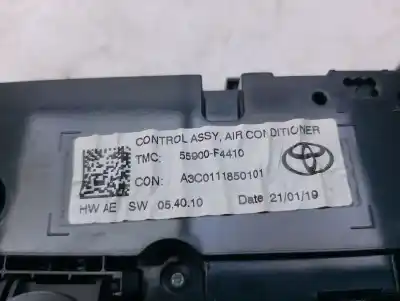 CONTROL ASSY, AIR CONDITIONER
TMC: 55900-F4410
CON: A3C0111850101
HW AE SW 05.40.10 Date 21/01/19